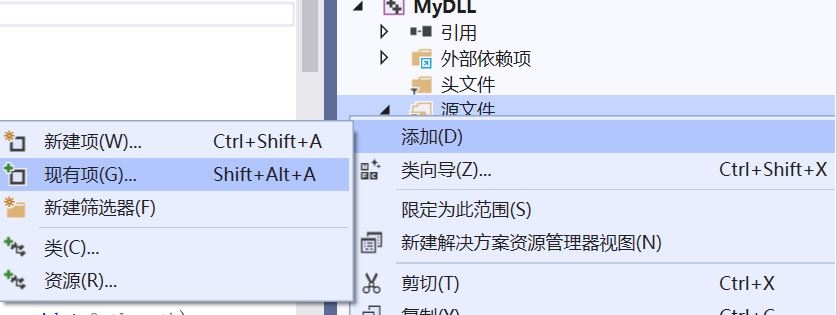 MyDLL
引用
外部依赖项
头文件
源文件
新建项(W)... Ctrl+Shift+A
现有项(G)... Shift+Alt+A
新建筛选器(F)
类(C)...
资源(R)...
添加(D)
类向导(Z)... Ctrl+Shift+X
限定为此范围(S)
新建解决方案资源管理器视图(N)
剪切(T) Ctrl+X
复制(Y) Ctrl+C